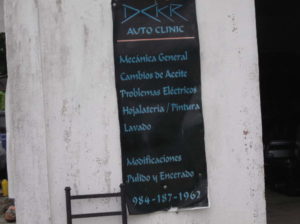 DCKR
AUTO CLINIC
Mecánica General
Cambios de Aceite
Problemas Eléctricos
Hojalatería / Pintura
Lavado
Modificaciones
Pulido y Encerado
984-187-1962